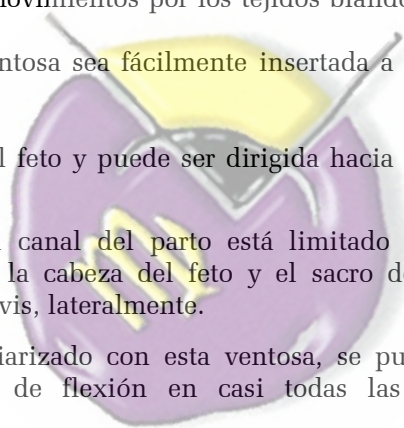 movimientos por los tejidos blando
ntosa sea fácilmente insertada a
l feto y puede ser dirigida hacia
canal del parto está limitado
la cabeza del feto y el sacro d
vis, lateralmente.
iarizado con esta ventosa, se pu
de flexión en casi todas las